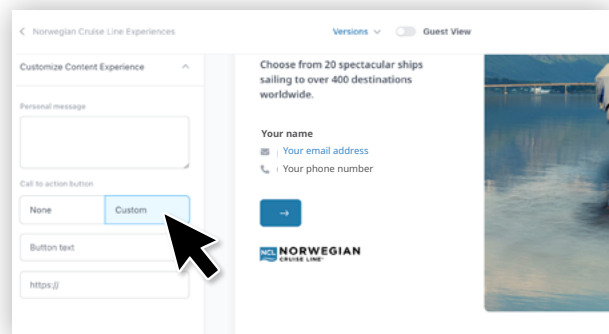 Norwegian Cruise Line Experiences
Versions
Guest View
Customize Content Experience
Personal message
Call to action button
None
Custom
Button text
https://
Choose from 20 spectacular ships
sailing to over 400 destinations
worldwide.
Your name
Your email address
Your phone number
NCL NORWEGIAN
CRUISE LINE